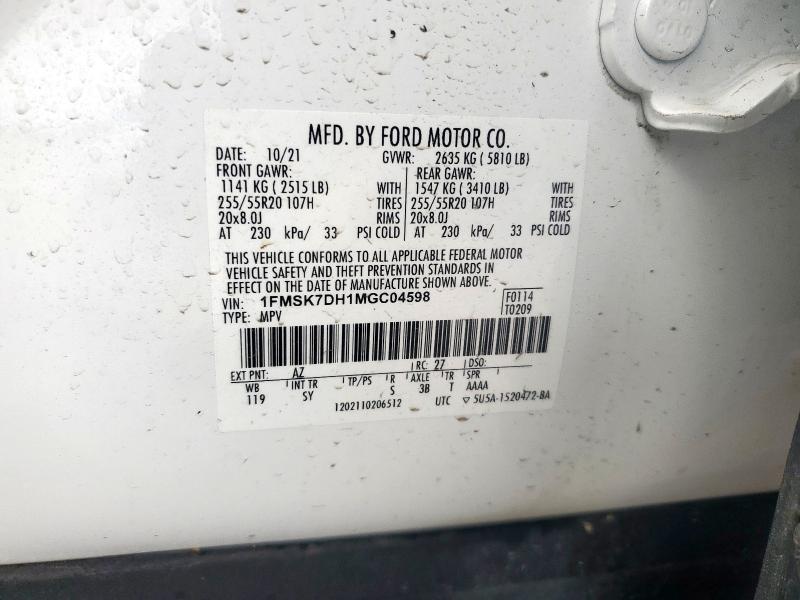 MFD. BY FORD MOTOR CO.
DATE: 10/21 GVWR: 2635 KG ( 5810 LB)
FRONT GAWR: REAR GAWR:
1141 KG ( 2515 LB) WITH 1547 KG ( 3410 LB) WITH
255/55R20 107H TIRES 255/55R20 107H TIRES
20x8.0J RIMS 20x8.0J RIMS
AT 230 kPa/ 33 PSI COLD AT 230 kPa/ 33 PSI COLD
THIS VEHICLE CONFORMS TO ALL APPLICABLE FEDERAL MOTOR
VEHICLE SAFETY AND THEFT PREVENTION STANDARDS IN
EFFECT ON THE DATE OF MANUFACTURE SHOWN ABOVE.
VIN: 1FMSK7DH1MGC04598 F0114
TYPE: MPV T0209
EXT PNT: AZ RC: 27 DSO:
WB INT TR TP/PS R AXLE TR SPR
119 SY S 3B T AAAA
1202110206512 UTC ▽ 5U5A-1520472-BA